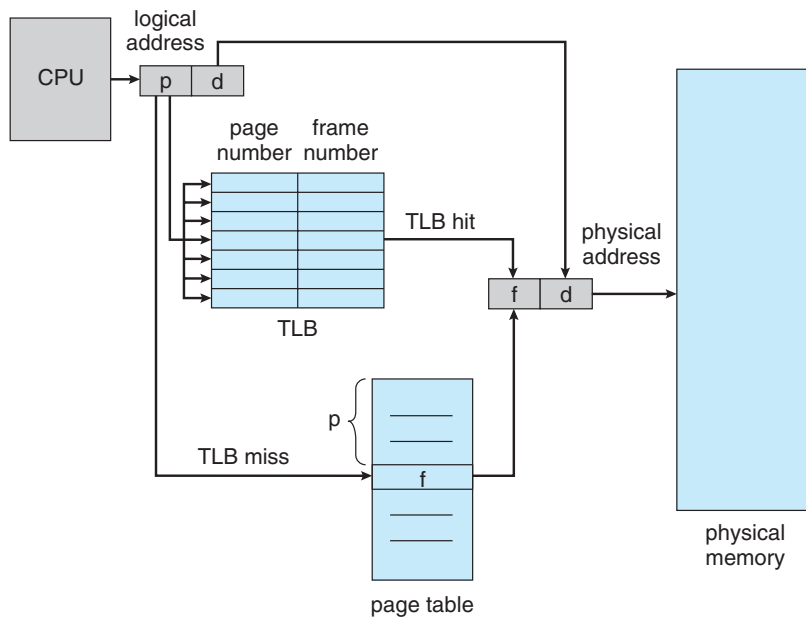 logical
address
CPU
p
d
page
number
frame
number
TLB hit
physical
address
f
d
TLB
p
TLB miss
f
physical
memory
page table